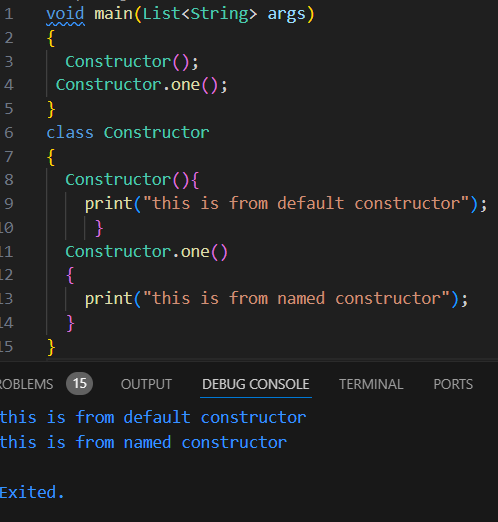 1 void main(List<String> args)
2 {
3 Constructor();
4 Constructor.one();
5 }
6 class Constructor
7 {
8 Constructor(){
9 print("this is from default constructor");
10 }
11 Constructor.one()
12 {
13 print("this is from named constructor");
14 }
15 }
ROBLEMS 15 OUTPUT DEBUG CONSOLE TERMINAL PORTS
this is from default constructor
this is from named constructor
Exited.